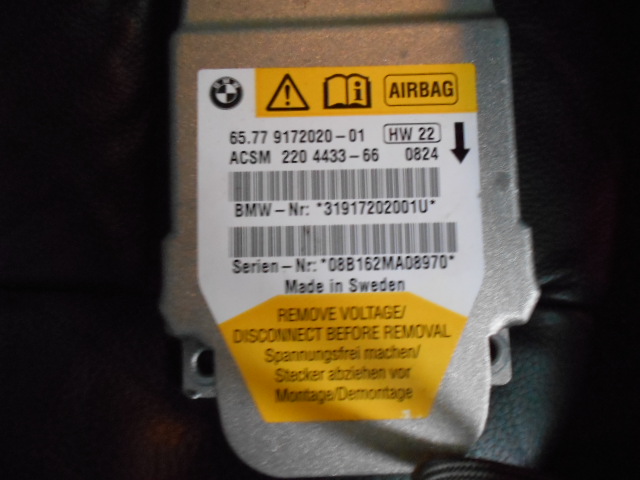 BMW
AIRBAG
65.77 9172020-01 HW 22
ACSM 220 4433-66 0824
BMW-Nr: *31917202001U*
Serien-Nr: *08B162MA08970*
Made in Sweden
REMOVE VOLTAGE/
DISCONNECT BEFORE REMOVAL
Spannungsfrei machen/
Stecker abziehen vor
Montage/Demontage